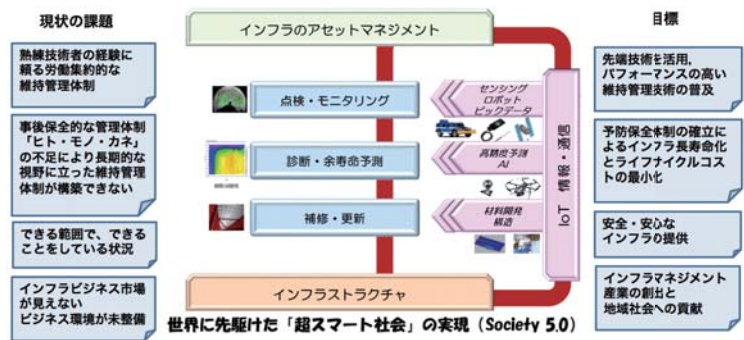 現状の課題
熟練技術者の経験に
頼る労働集約的な
維持管理体制
事後保全的な管理体制
「ヒト・モノ・カネ」
の不足により長期的な
視野に立った維持管理
体制が構築できない
できる範囲で、できる
ことをしている状況
インフラビジネス市場
が見えない
ビジネス環境が未整備
インフラのアセットマネジメント
点検・モニタリング
診断・余寿命予測
補修・更新
インフラストラクチャ
センシング
ロボット
ビックデータ
高精度予測
AI
材料開発
構造
IoT 情報・通信
目標
先端技術を活用,
パフォーマンスの高い
維持管理技術の普及
予防保全体制の確立に
よるインフラ長寿命化
とライフサイクルコスト
の最小化
安全・安心な
インフラの提供
インフラマネジメント
産業の創出と
地域社会への貢献
世界に先駆けた「超スマート社会」の実現（Society 5.0）